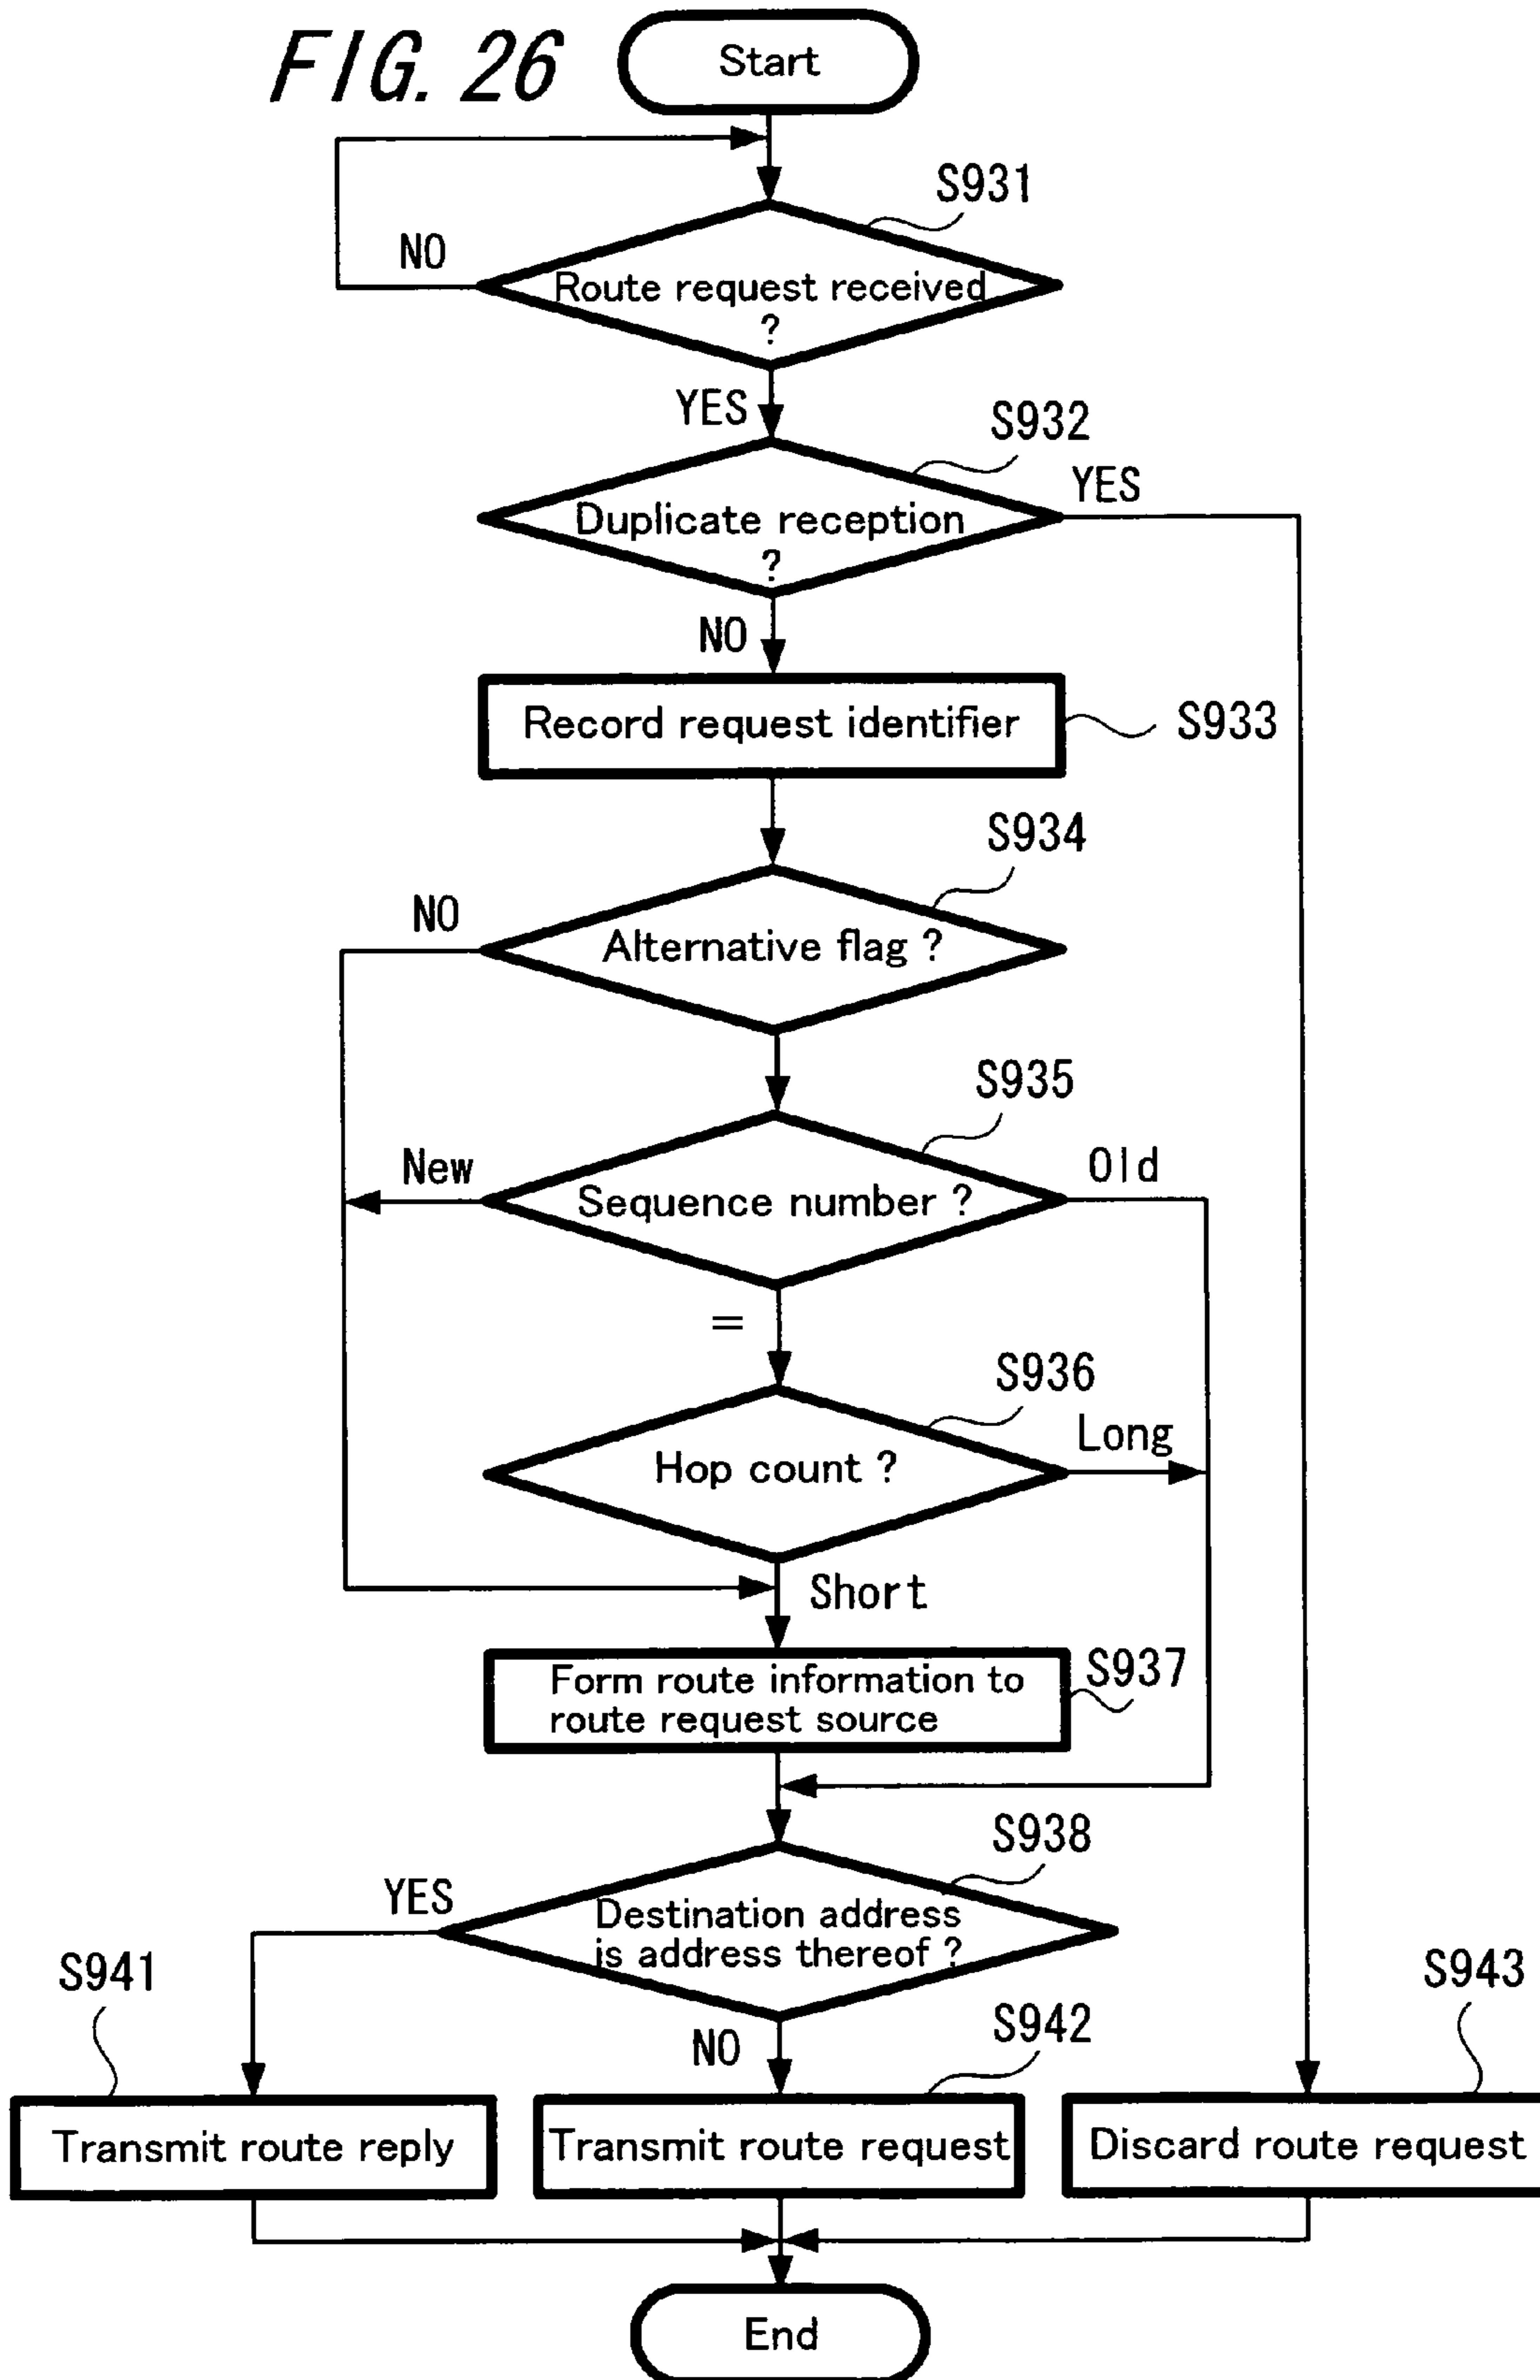 FIG. 26
Start
S931
NO
Route request received
?
YES
S932
YES
Duplicate reception
?
NO
Record request identifier
S933
S934
NO
Alternative flag ?
S935
New
Old
Sequence number ?
=
S936
Long
Hop count ?
Short
Form route information to
route request source
S937
S938
YES
Destination address
is address thereof ?
S941
S943
NO
S942
Transmit route reply
Transmit route request
Discard route request
End